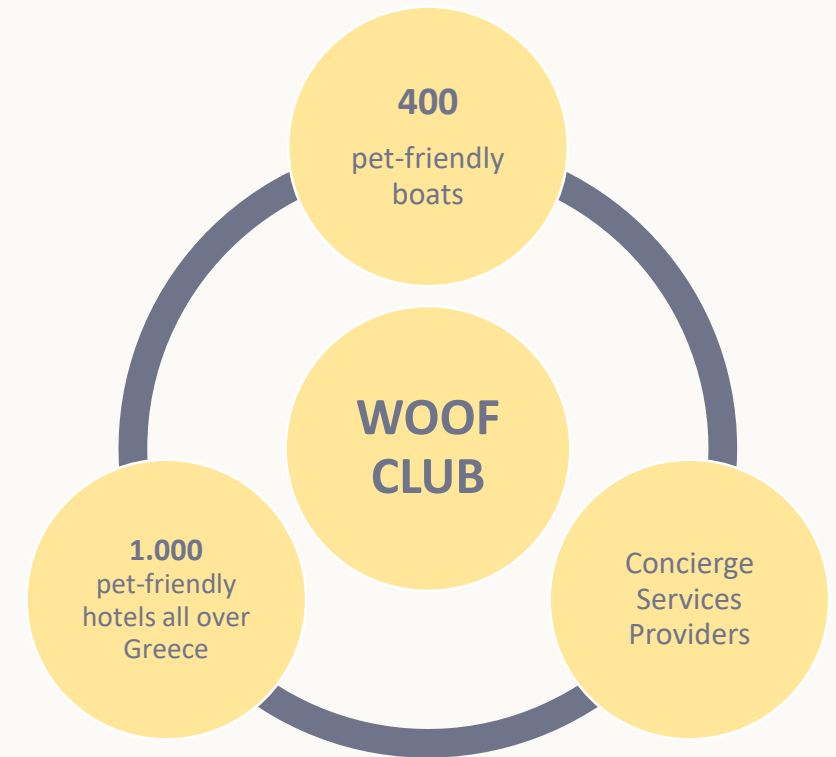 400
pet-friendly
boats
WOOF
CLUB
1.000
pet-friendly
hotels all over
Greece
Concierge
Services
Providers